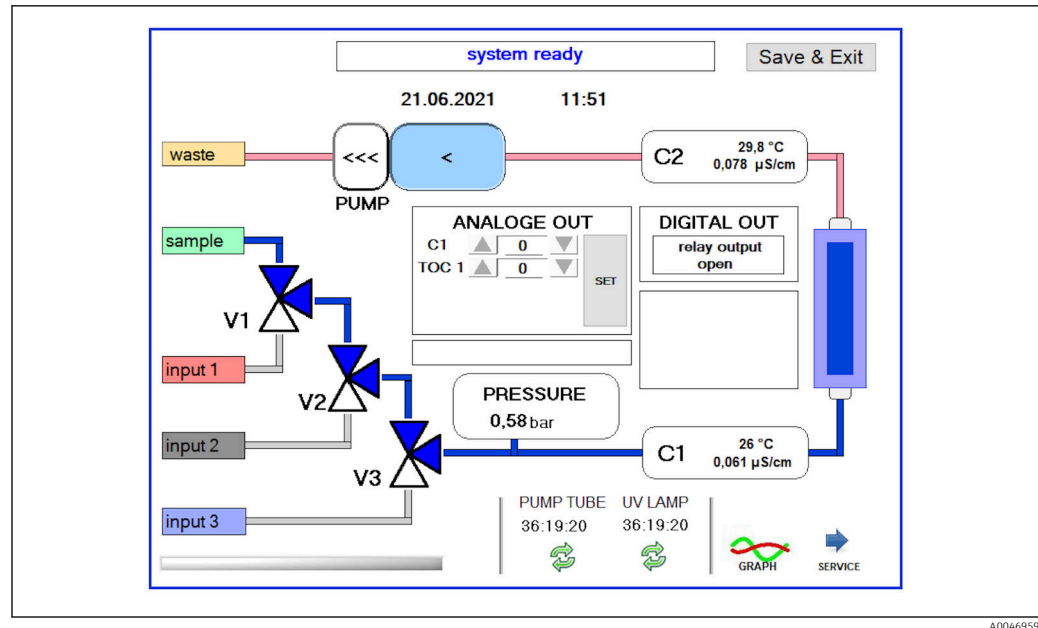 system ready
Save & Exit
21.06.2021 11:51
waste
<<<
<
PUMP
C2
29,8 °C
0,078 µS/cm
ANALOGE OUT
C1 0
TOC 1 0
SET
DIGITAL OUT
relay output
open
sample
V1
input 1
V2
input 2
V3
input 3
PRESSURE
0,58 bar
C1
26 °C
0,061 µS/cm
PUMP TUBE
36:19:20
UV LAMP
36:19:20
GRAPH
SERVICE
A0046959